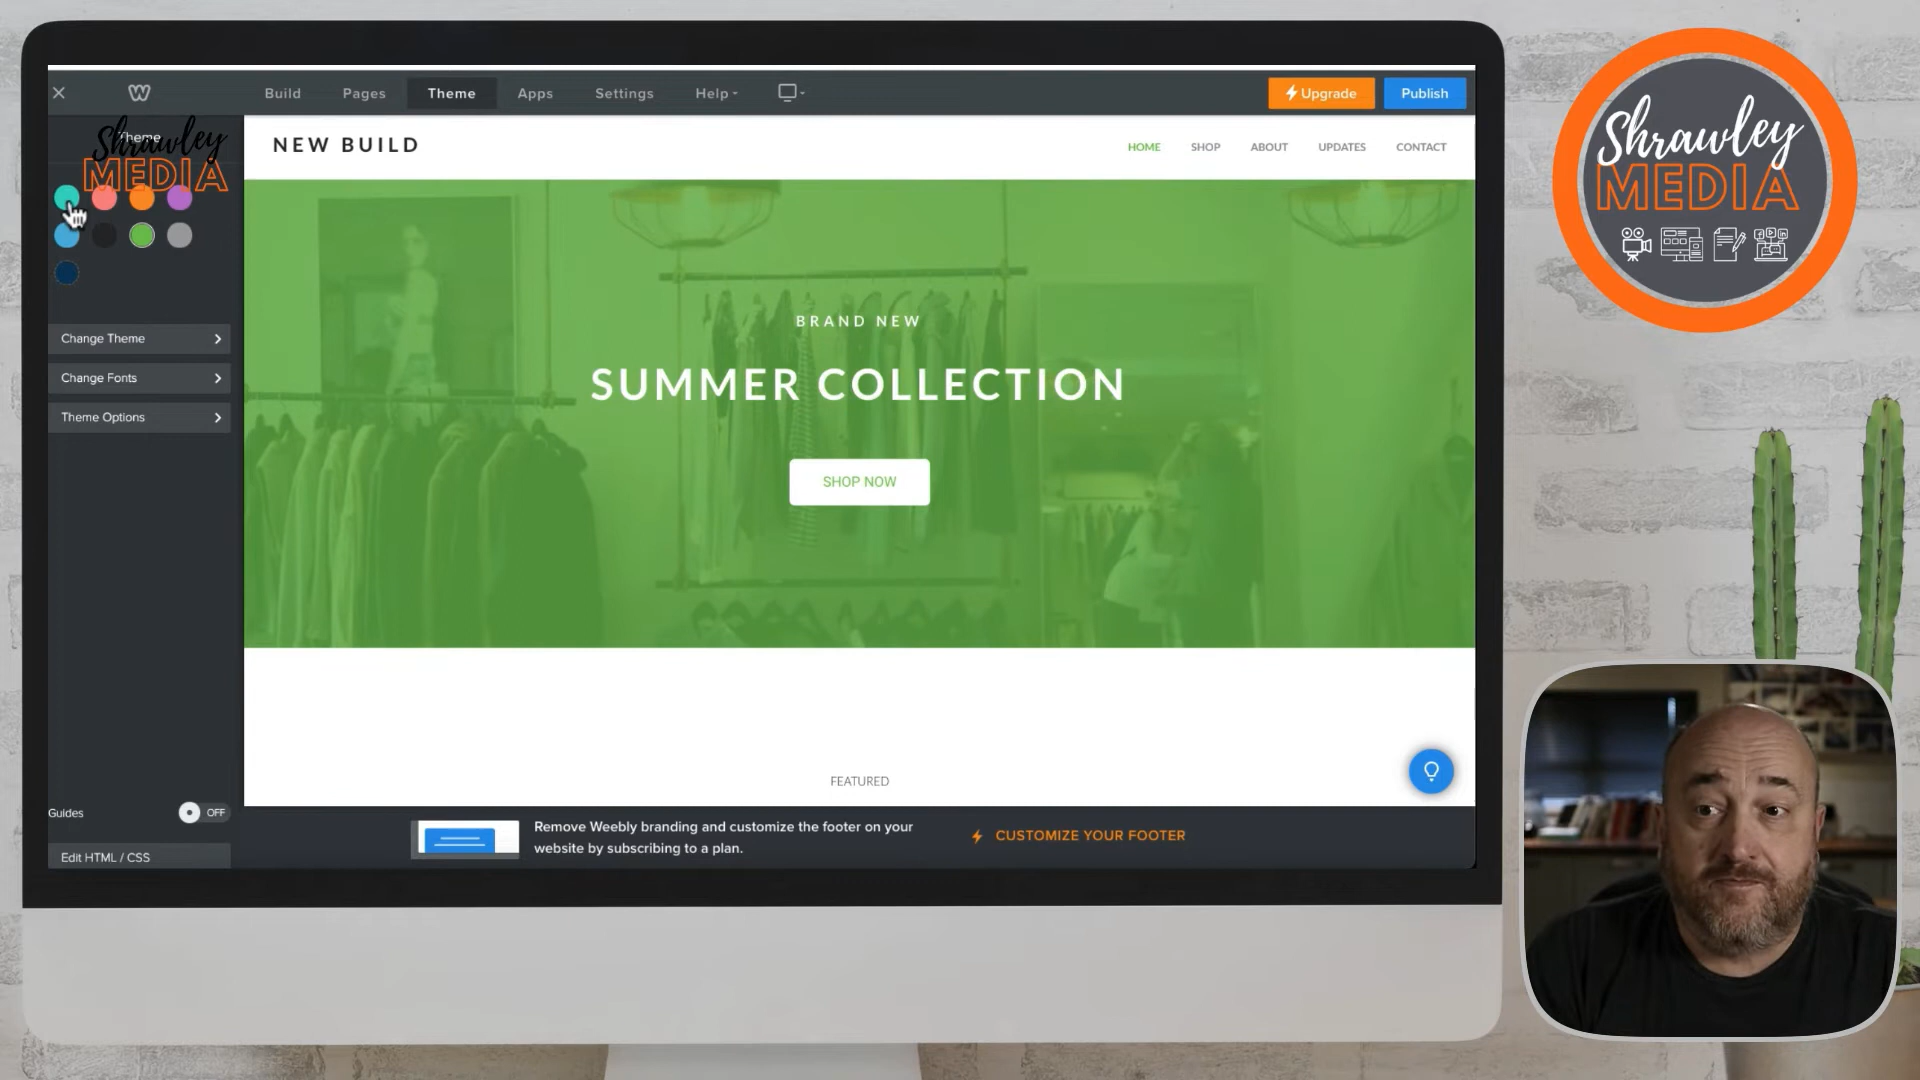 Build
Pages
Theme
Apps
Settings
Help
Upgrade
Publish
Theme
Shrawley
MEDIA
Change Theme
Change Fonts
Theme Options
Guides
OFF
Edit HTML / CSS
NEW BUILD
HOME
SHOP
ABOUT
UPDATES
CONTACT
BRAND NEW
SUMMER COLLECTION
SHOP NOW
FEATURED
Remove Weebly branding and customize the footer on your
website by subscribing to a plan.
CUSTOMIZE YOUR FOOTER
Shrawley
MEDIA